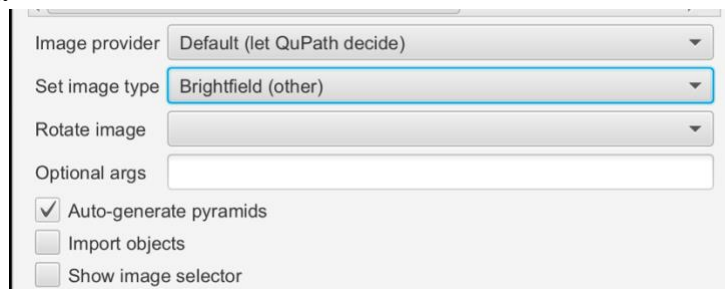 Image provider Default (let QuPath decide)
Set image type Brightfield (other)
Rotate image
Optional args
Auto-generate pyramids
Import objects
Show image selector